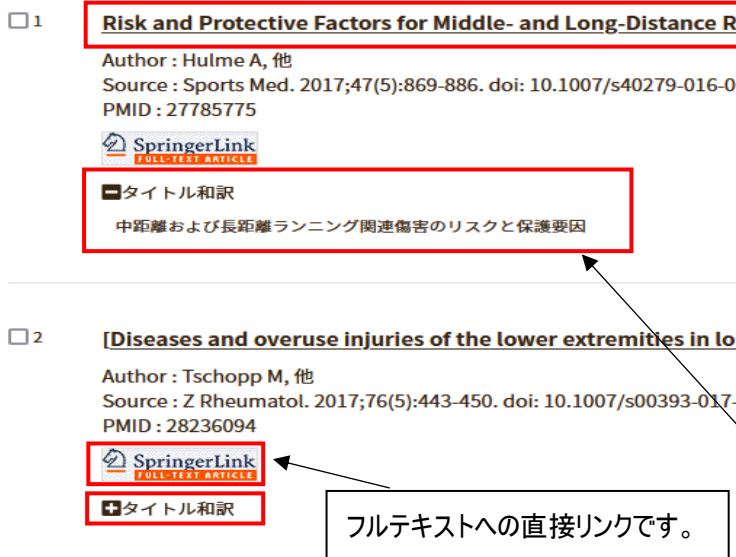 1 Risk and Protective Factors for Middle- and Long-Distance R
Author : Hulme A, 他
Source : Sports Med. 2017;47(5):869-886. doi: 10.1007/s40279-016-0
PMID : 27785775
SpringerLink
FULL-TEXT ARTICLE
タイトル和訳
中距離および長距離ランニング関連傷害のリスクと保護要因
2 [Diseases and overuse injuries of the lower extremities in lo
Author : Tschopp M, 他
Source : Z Rheumatol. 2017;76(5):443-450. doi: 10.1007/s00393-017-
PMID : 28236094
SpringerLink
FULL-TEXT ARTICLE
タイトル和訳
フルテキストへの直接リンクです。